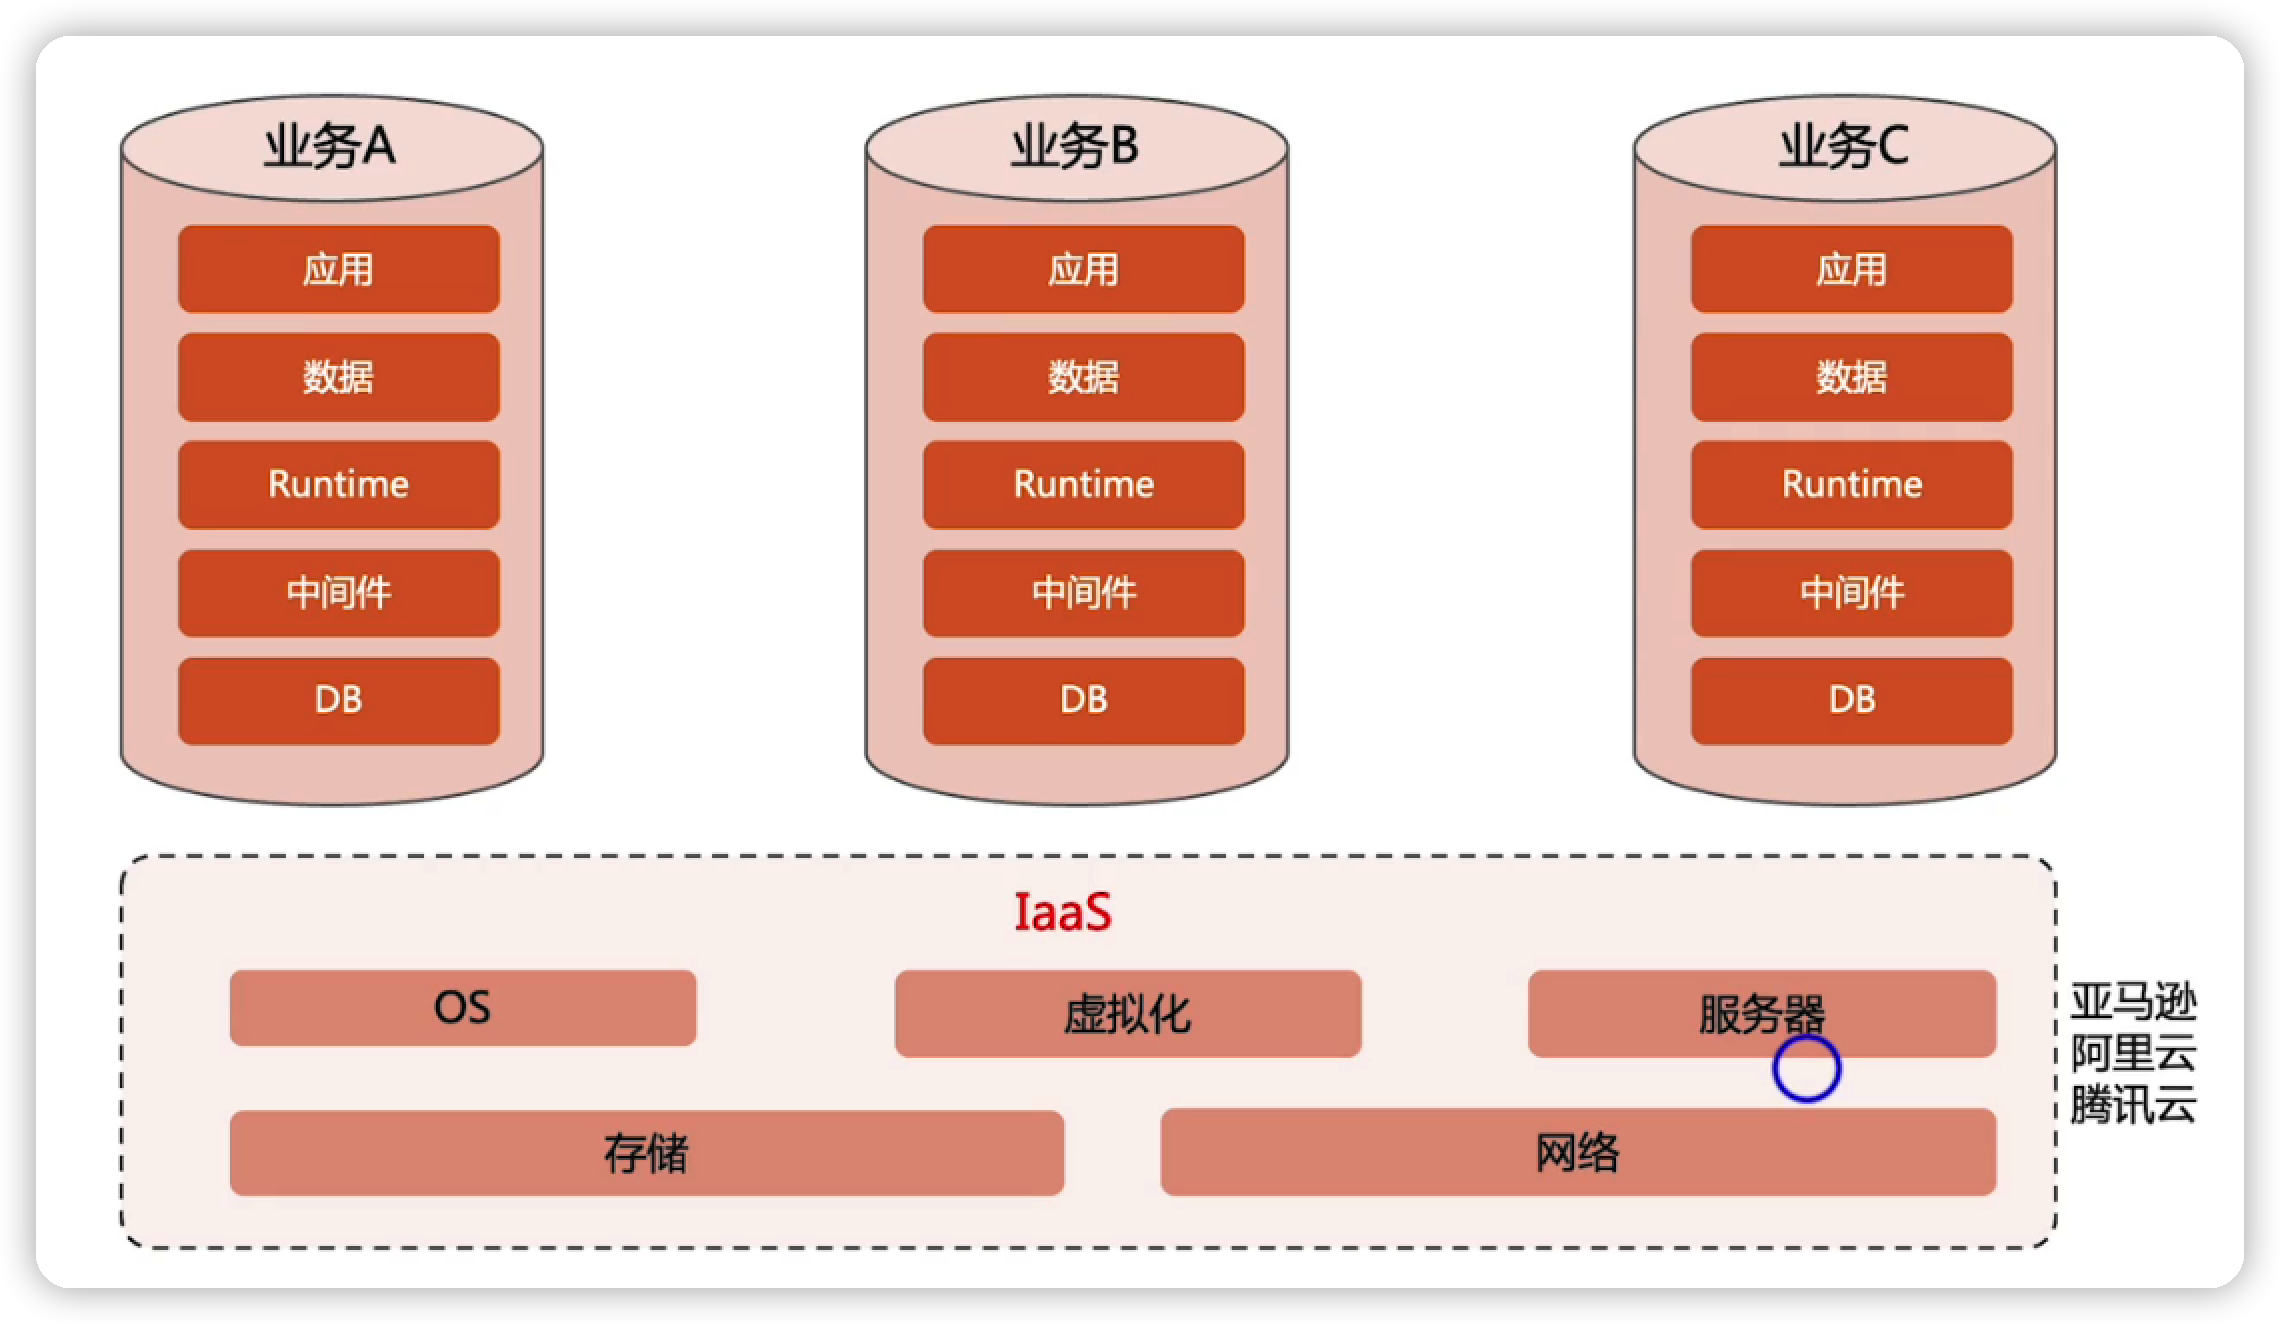 业务A
应用
数据
Runtime
中间件
DB
业务B
应用
数据
Runtime
中间件
DB
业务C
应用
数据
Runtime
中间件
DB
IaaS
OS
虚拟化
服务器
存储
网络
亚马逊
阿里云
腾讯云